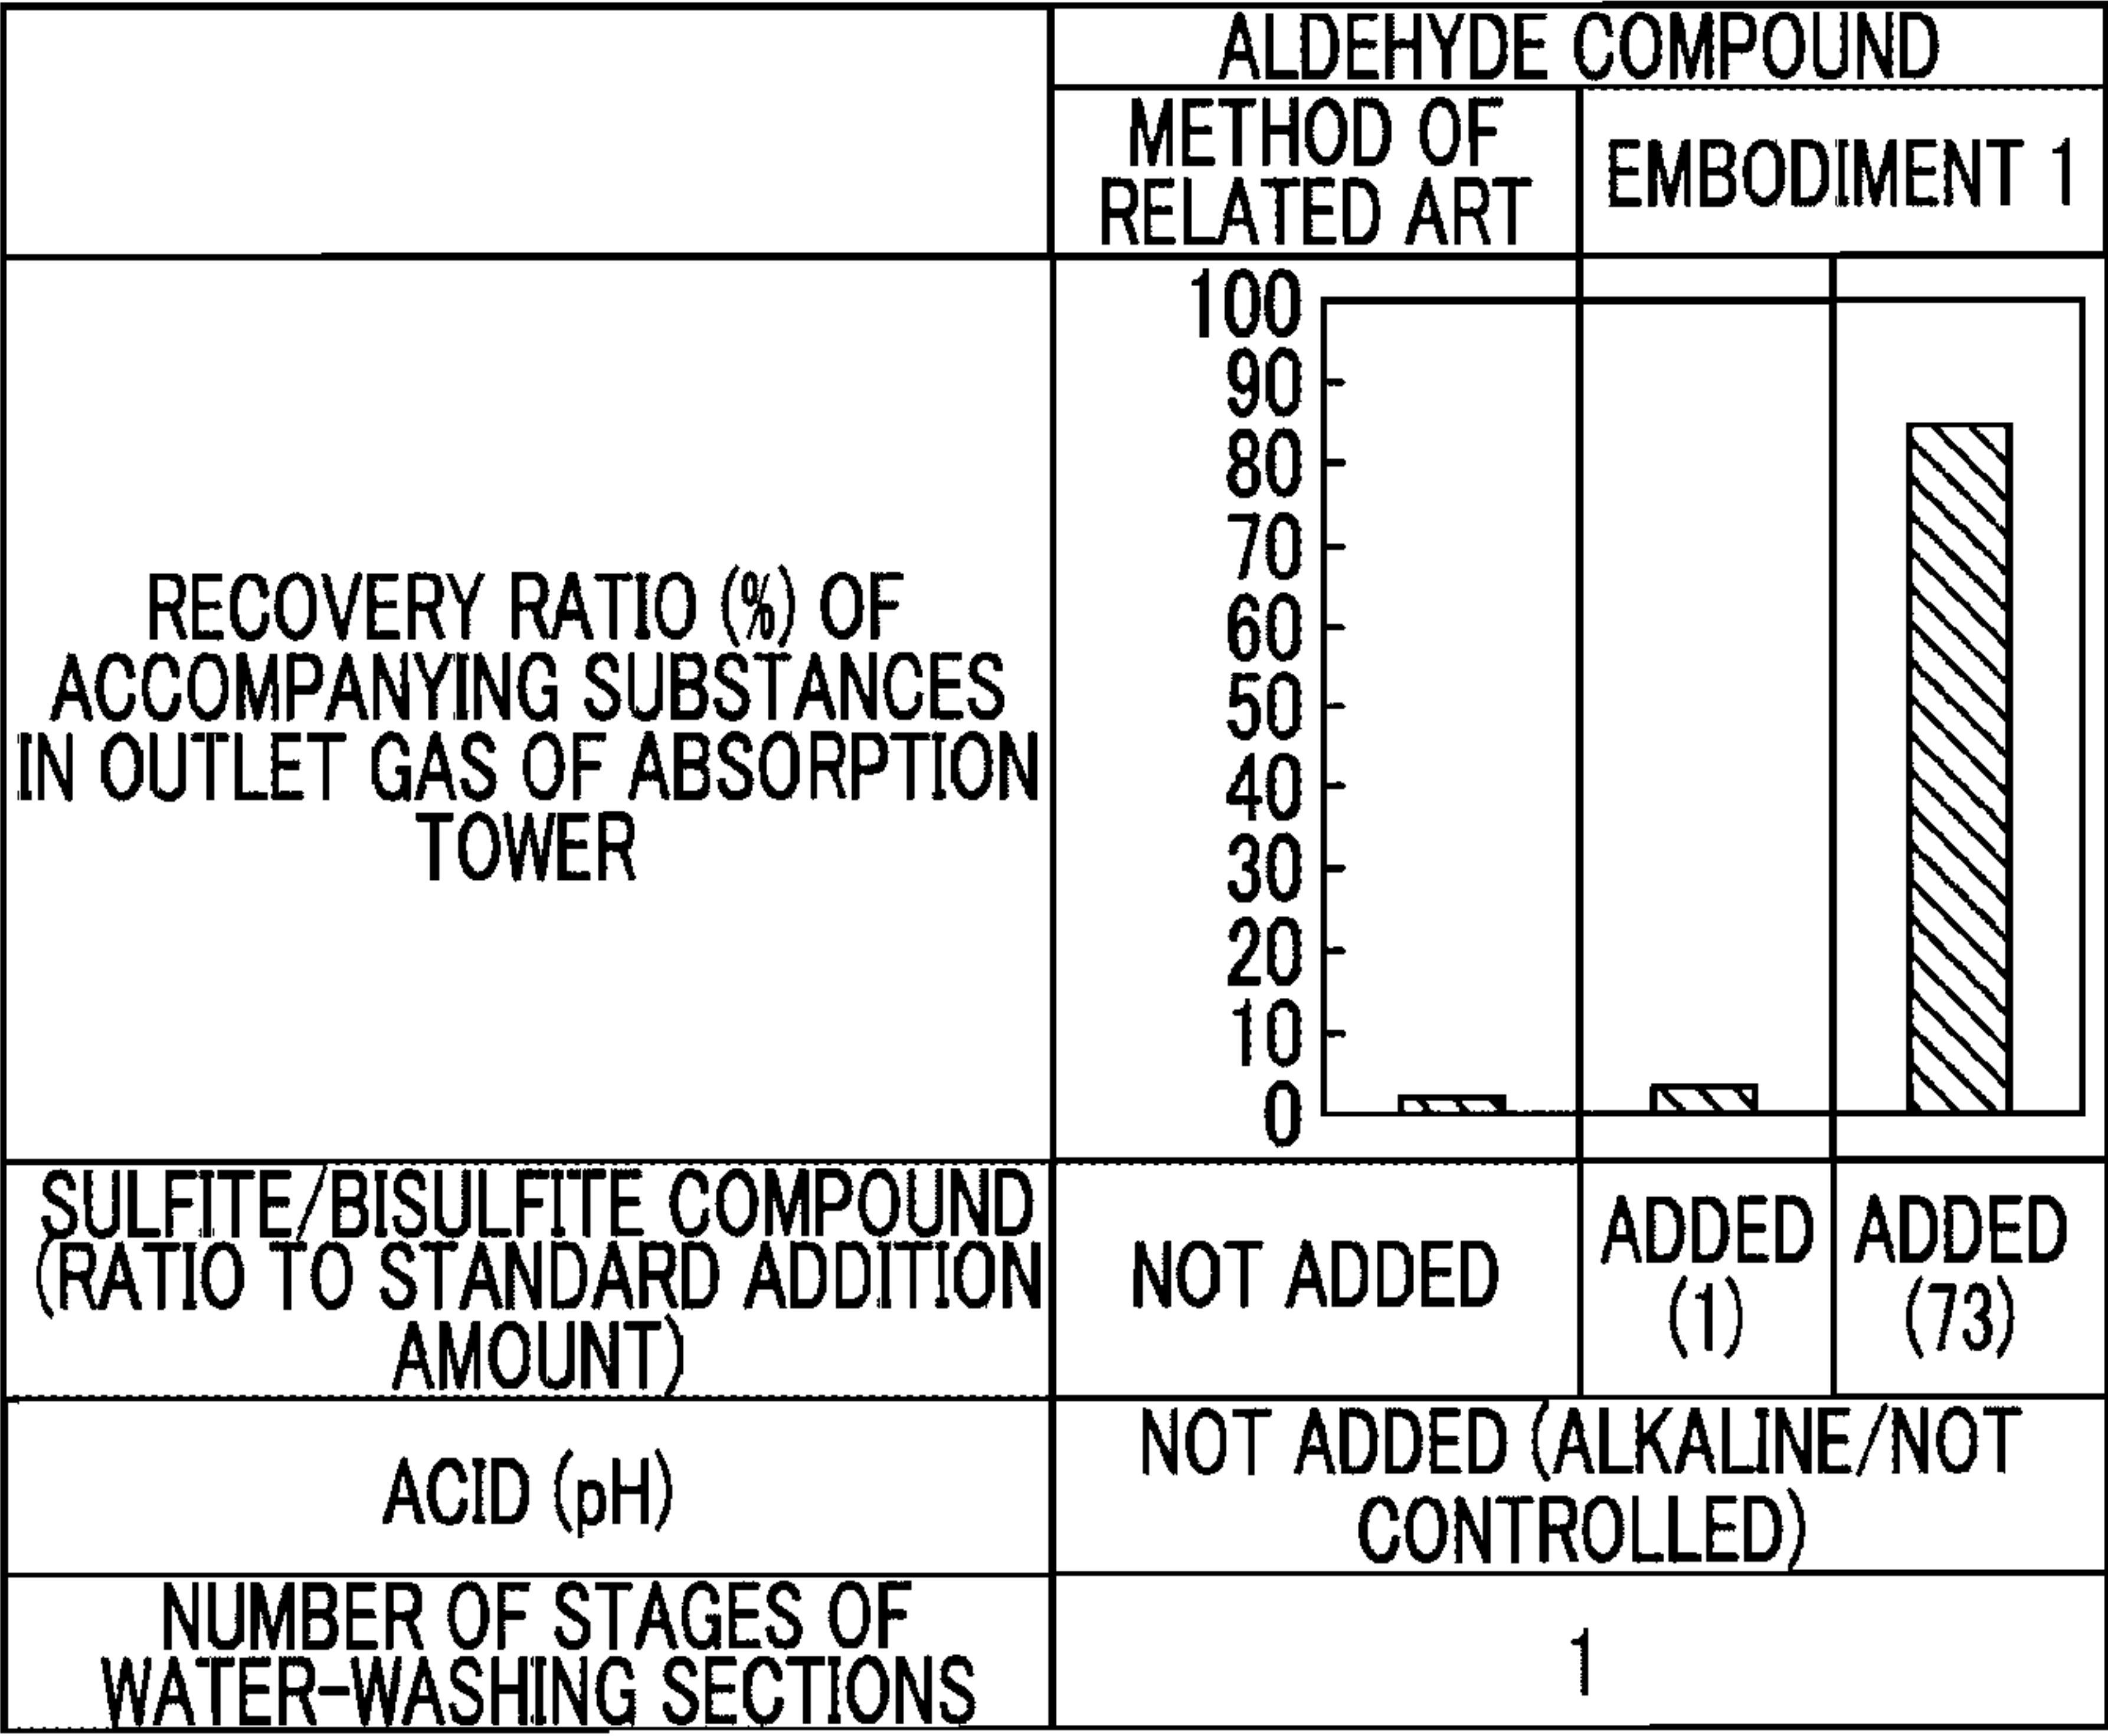 ALDEHYDE COMPOUND
METHOD OF
RELATED ART
EMBODIMENT 1
RECOVERY RATIO (%) OF
ACCOMPANYING SUBSTANCES
IN OUTLET GAS OF ABSORPTION
TOWER
100
90
80
70
60
50
40
30
20
10
0
SULFITE/BISULFITE COMPOUND
(RATIO TO STANDARD ADDITION
AMOUNT)
NOT ADDED
ADDED
(1)
ADDED
(73)
ACID (pH)
NOT ADDED (ALKALINE/NOT
CONTROLLED)
NUMBER OF STAGES OF
WATER-WASHING SECTIONS
1